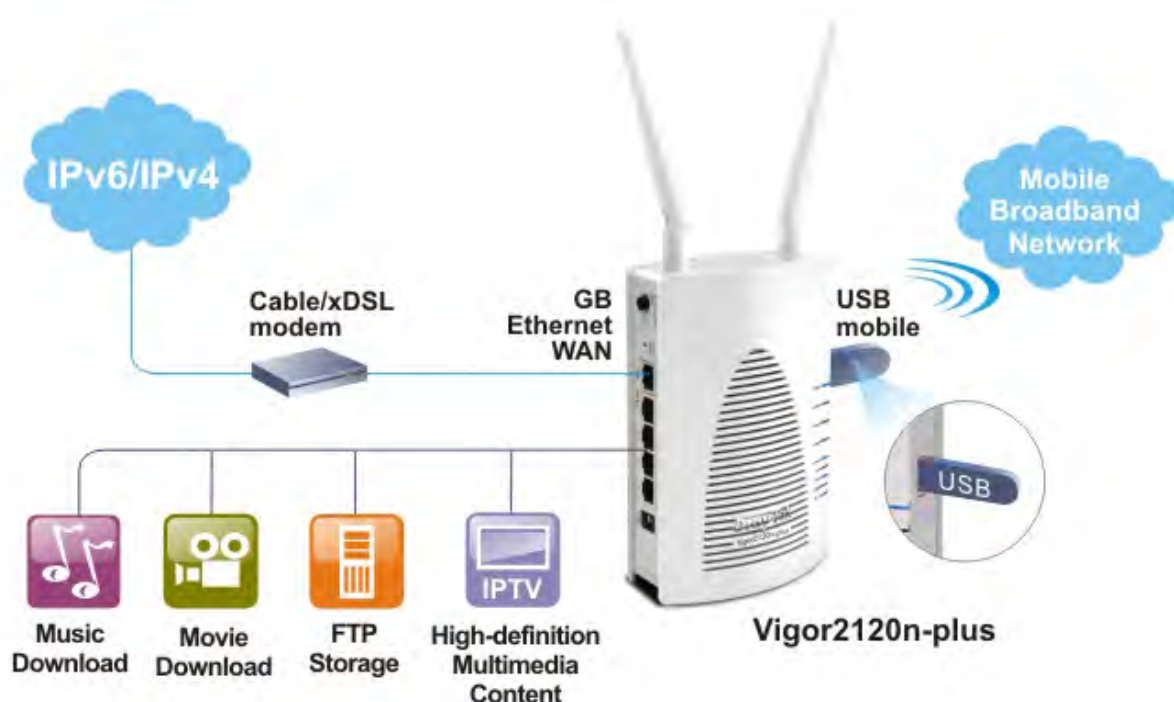 IPv6/IPv4
Mobile
Broadband
Network
Cable/xDSL
modem
GB
Ethernet
WAN
USB
mobile
USB
IPTV
Music
Download
Movie
Download
FTP
Storage
High-definition
Multimedia
Content
Vigor2120n-plus